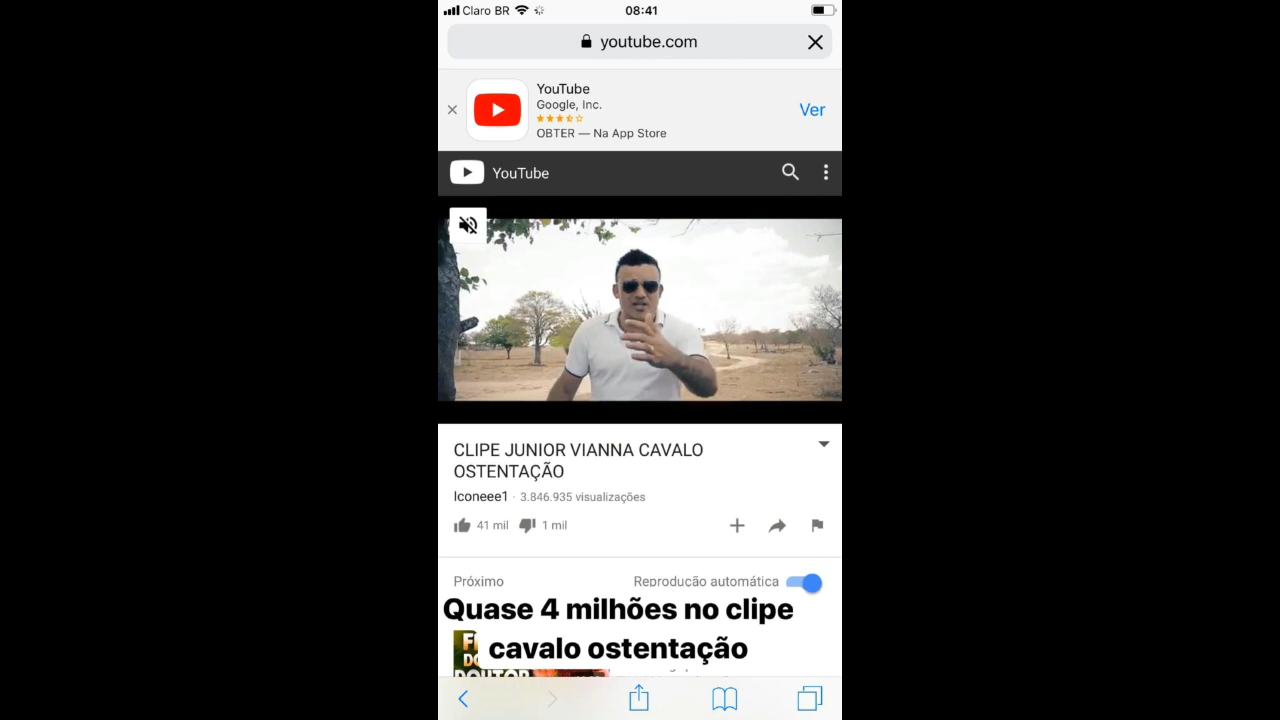 Claro BR
08:41
youtube.com
YouTube
Google, Inc.
OBTER — Na App Store
Ver
YouTube
CLIPE JUNIOR VIANNA CAVALO
OSTENTAÇÃO
Iconeee1 · 3.846.935 visualizações
41 mil 1 mil
Próximo Reprodução automática
Quase 4 milhões no clipe
cavalo ostentação
DOUTOR